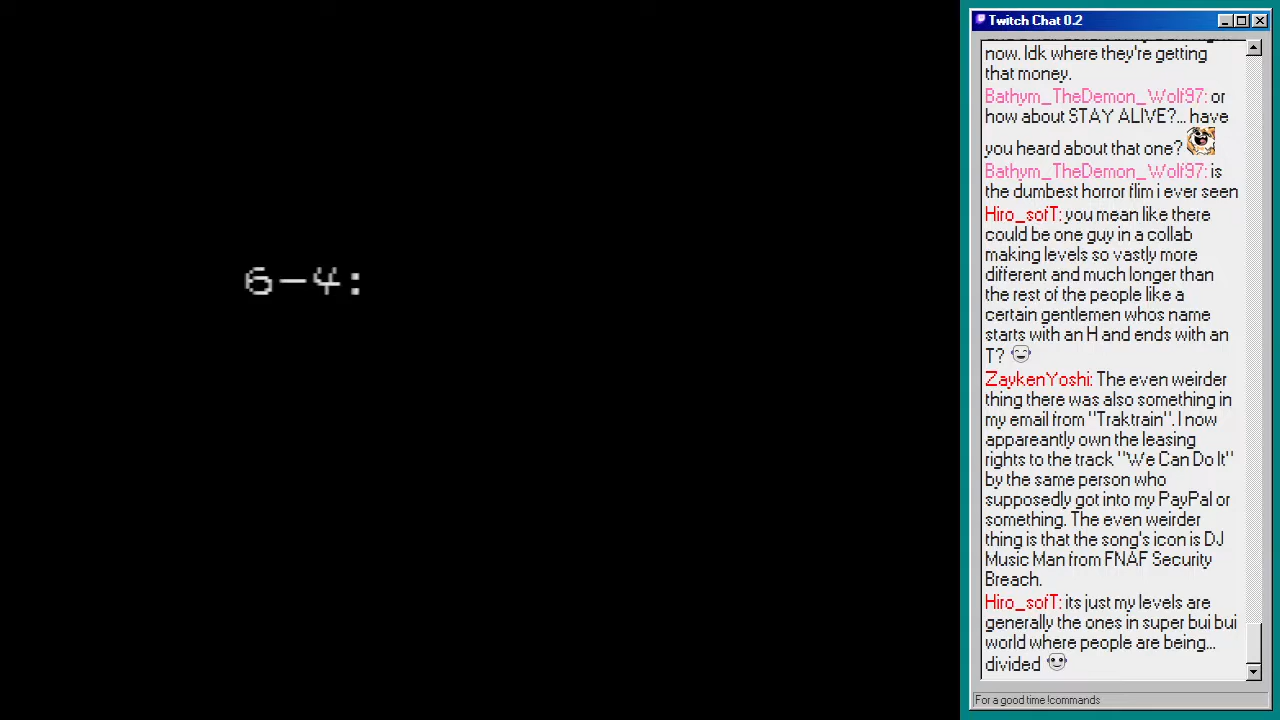 6-4:
Twitch Chat 0.2
now. Idk where they're getting
that money.
Bathym_TheDemon_Wolf97: or
how about STAY ALIVE?... have
you heard about that one?
Bathym_TheDemon_Wolf97: is
the dumbest horror flim i ever seen
Hiro_sofT: you mean like there
could be one guy in a collab
making levels so vastly more
different and much longer than
the rest of the people like a
certain gentlemen whos name
starts with an H and ends with an
T?
ZaykenYoshi: The even weirder
thing there was also something in
my email from "Traktrain". I now
appareantly own the leasing
rights to the track "We Can Do It"
by the same person who
supposedly got into my PayPal or
something. The even weirder
thing is that the song's icon is DJ
Music Man from FNAF Security
Breach.
Hiro_sofT: its just my levels are
generally the ones in super bui bui
world where people are being...
divided
For a good time !commands